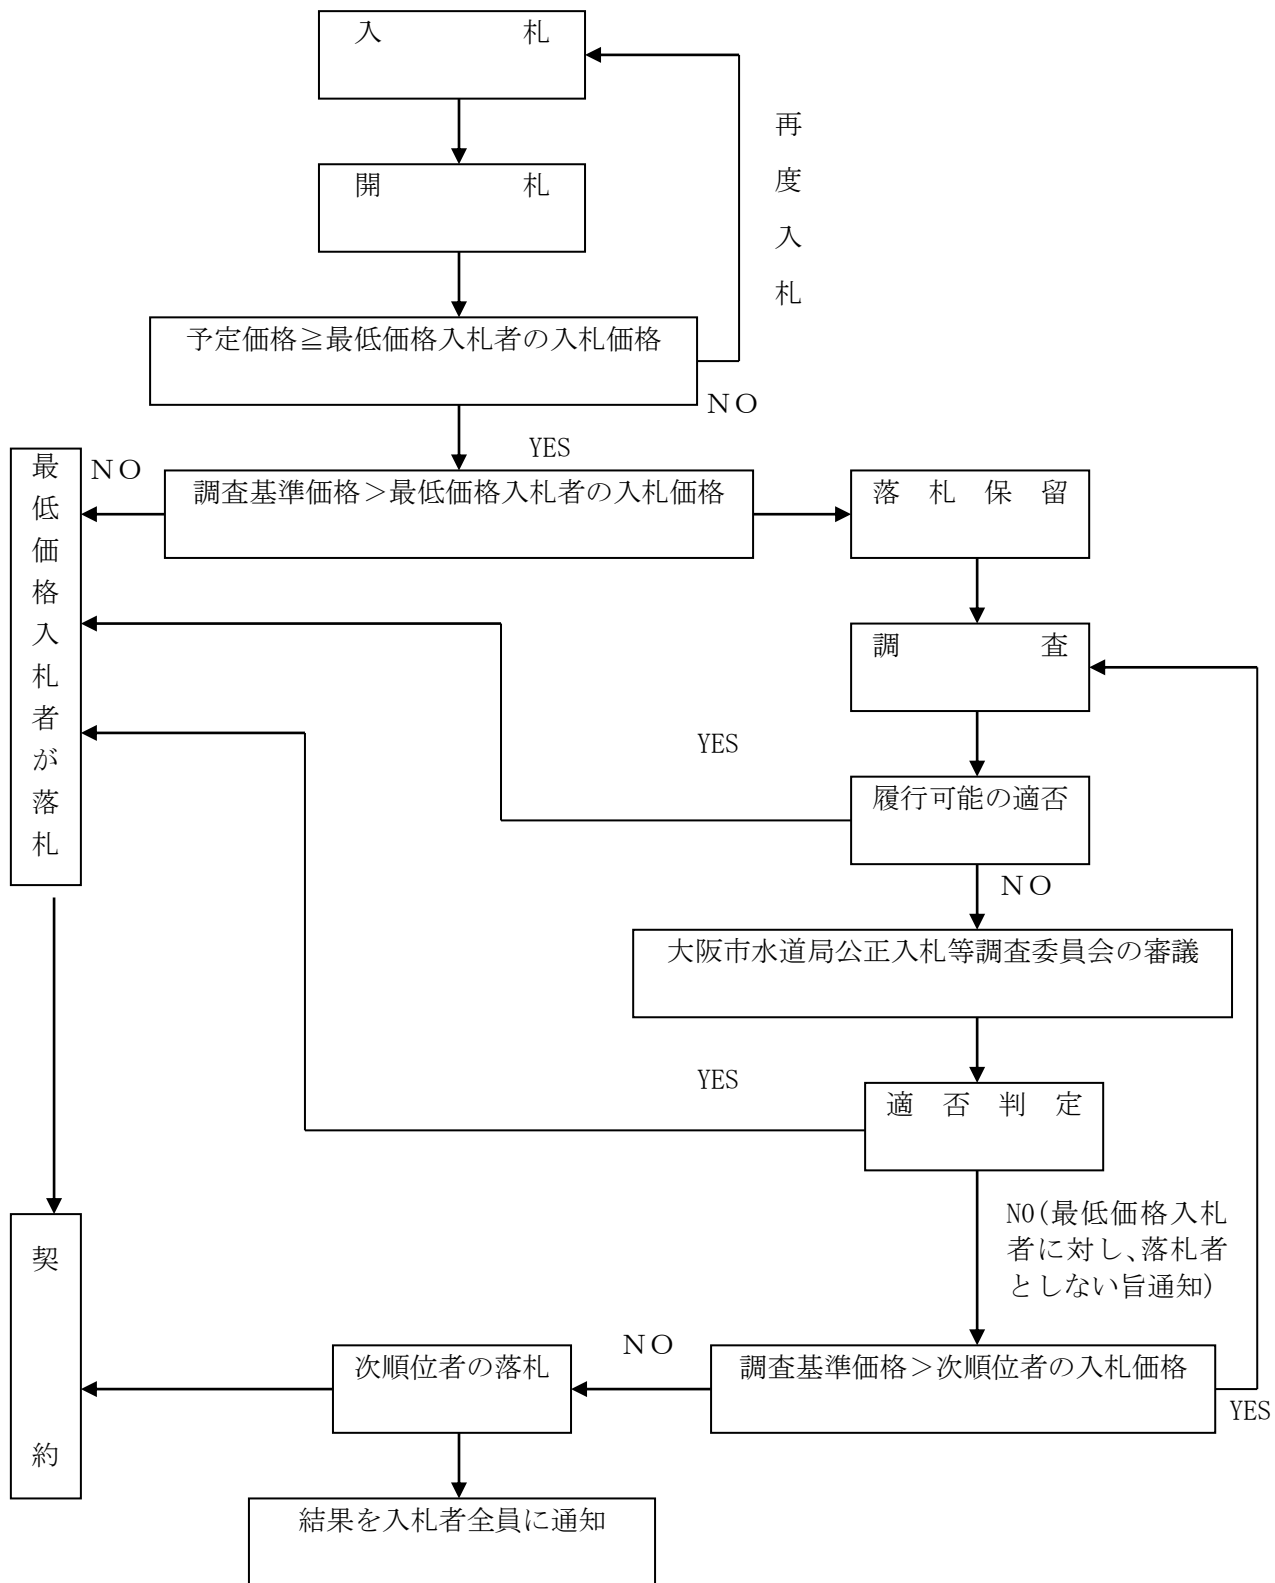 入　　　　　札
再度入札
開　　　　　札
予定価格≧最低価格入札者の入札価格
ＮＯ
YES
最低価格入札者が落札
ＮＯ
調査基準価格＞最低価格入札者の入札価格
落　札　保　留
調　　　　　査
YES
履行可能の適否
ＮＯ
大阪市水道局公正入札等調査委員会の審議
YES
適　否　判　定
NO(最低価格入札
者に対し、落札者
としない旨通知)
契　　　　　約
ＮＯ
次順位者の落札
調査基準価格＞次順位者の入札価格
YES
結果を入札者全員に通知